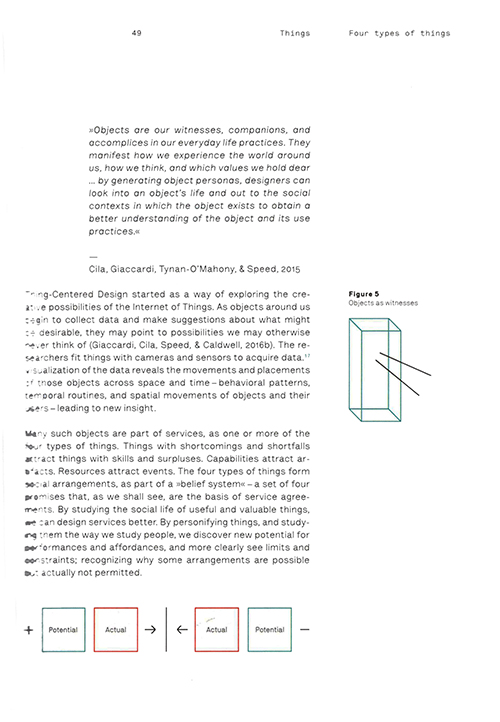 49 Things Four types of things
»Objects are our witnesses, companions, and
accomplices in our everyday life practices. They
manifest how we experience the world around
us, how we think, and which values we hold dear
... by generating object personas, designers can
look into an object's life and out to the social
contexts in which the object exists to obtain a
better understanding of the object and its use
practices.«
—
Cila, Giaccardi, Tynan-O'Mahony, & Speed, 2015
Thing-Centered Design started as a way of exploring the cre-
ative possibilities of the Internet of Things. As objects around us
begin to collect data and make suggestions about what might
be desirable, they may point to possibilities we may otherwise
never think of (Giaccardi, Cila, Speed, & Caldwell, 2016b). The re-
searchers fit things with cameras and sensors to acquire data.¹⁷
Visualization of the data reveals the movements and placements
of those objects across space and time – behavioral patterns,
temporal routines, and spatial movements of objects and their
users – leading to new insight.
Many such objects are part of services, as one or more of the
four types of things. Things with shortcomings and shortfalls
attract things with skills and surpluses. Capabilities attract ar-
tifacts. Resources attract events. The four types of things form
social arrangements, as part of a »belief system« – a set of four
promises that, as we shall see, are the basis of service agree-
ments. By studying the social life of useful and valuable things,
we can design services better. By personifying things, and study-
ing them the way we study people, we discover new potential for
performances and affordances, and more clearly see limits and
constraints; recognizing why some arrangements are possible
but actually not permitted.
Figure 5
Objects as witnesses
+ Potential Actual → | ← Actual Potential −